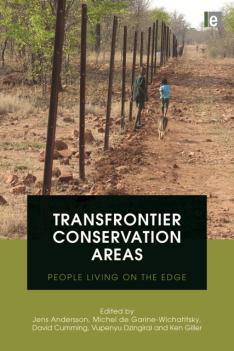 TRANSFRONTIER
CONSERVATION
AREAS
PEOPLE LIVING ON THE EDGE
Edited by
Jens Andersson, Michel de Garine-Wichatitsky,
David Cumming, Vupenyu Dzingirai and Ken Giller